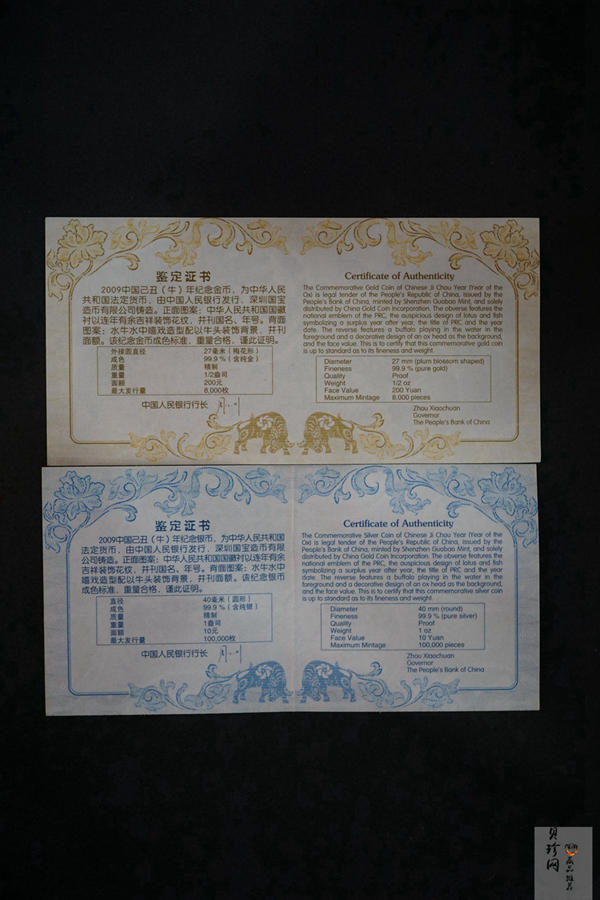 鉴定证书
2009中国己丑（牛）年纪念金币，为中华人民
共和国法定货币，由中国人民银行发行，深圳国宝
造币有限公司铸造。正面图案：中华人民共和国国徽
衬以连年有余吉祥装饰花纹，并刊国名、年号。背面
图案：水牛水中嬉戏造型配以牛头装饰背景，并刊
面额。该纪念金币成色标准，重量合格，谨此证明。
外接圆直径 27毫米（梅花形）
成色 99.9%（含纯金）
质量 精制
重量 1/2盎司
面额 200元
最大发行量 8,000枚
中国人民银行行长
Certificate of Authenticity
The Commemorative Gold Coin of Chinese Ji Chou Year (Year of the
Ox) is legal tender of the People's Republic of China, issued by the
People's Bank of China, minted by Shenzhen Guobao Mint, and solely
distributed by China Gold Coin Incorporation. The obverse features the
national emblem of the PRC, the auspicious design of lotus and fish
symbolizing a surplus year after year, the title of PRC and the year
date. The reverse features a buffalo playing in the water in the
foreground and a decorative design of an ox head as the background,
and the face value. This is to certify that this commemorative gold coin
is up to standard as to its fineness and weight.
Diameter 27 mm (plum blossom shaped)
Fineness 99.9% (pure gold)
Quality Proof
Weight 1/2 oz
Face Value 200 Yuan
Maximum Mintage 8,000 pieces
Zhou Xiaochuan
Governor
The People's Bank of China
鉴定证书
2009中国己丑（牛）年纪念银币，为中华人民共和国
法定货币，由中国人民银行发行，深圳国宝造币有限
公司铸造。正面图案：中华人民共和国国徽衬以连年有余
吉祥装饰花纹，并刊国名、年号。背面图案：水牛水中
嬉戏造型配以牛头装饰背景，并刊面额。该纪念银币
成色标准，重量合格，谨此证明。
直径 40毫米（圆形）
成色 99.9%（含纯银）
质量 精制
重量 1盎司
面额 10元
最大发行量 100,000枚
中国人民银行行长
Certificate of Authenticity
The Commemorative Silver Coin of Chinese Ji Chou Year (Year of the
Ox) is legal tender of the People's Republic of China, issued by the
People's Bank of China, minted by Shenzhen Guobao Mint, and solely
distributed by China Gold Coin Incorporation. The obverse features the
national emblem of the PRC, the auspicious design of lotus and fish
symbolizing a surplus year after year, the title of PRC and the year
date. The reverse features a buffalo playing in the water in the
foreground and a decorative design of an ox head as the background,
and the face value. This is to certify that this commemorative silver coin
is up to standard as to its fineness and weight.
Diameter 40 mm (round)
Fineness 99.9% (pure silver)
Quality Proof
Weight 1 oz
Face Value 10 Yuan
Maximum Mintage 100,000 pieces
Zhou Xiaochuan
Governor
The People's Bank of China
贝珍网